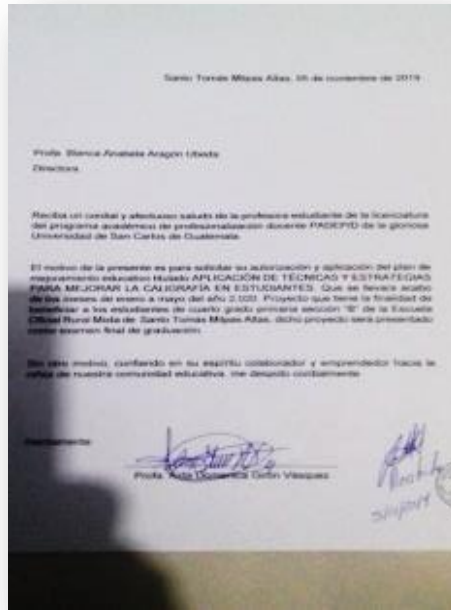 Santo Tomás Milpas Altas, 05 de noviembre de 2019
Profa. Blanca Anabela Aragón Ubeda
Directora
Reciba un cordial y afectuoso saludo de la profesora estudiante de la licenciatura
del programa académico de profesionalización docente PADEP/D de la gloriosa
Universidad de San Carlos de Guatemala.
El motivo de la presente es para solicitar su autorización y aplicación del plan de
mejoramiento educativo titulado APLICACIÓN DE TÉCNICAS Y ESTRATEGIAS
PARA MEJORAR LA CALIGRAFÍA EN ESTUDIANTES. Que se llevara acabo
de los meses de enero a mayo del año 2,020. Proyecto que tiene la finalidad de
beneficiar a los estudiantes de cuarto grado primaria sección "B" de la Escuela
Oficial Rural Mixta de Santo Tomás Milpas Altas, dicho proyecto será presentado
como examen final de graduación.
Sin otro motivo, confiando en su espíritu colaborador y emprendedor hacia la
niñez de nuestra comunidad educativa, me despido cordialmente.
Atentamente
Profa. Aida Domenica Girón Vásquez